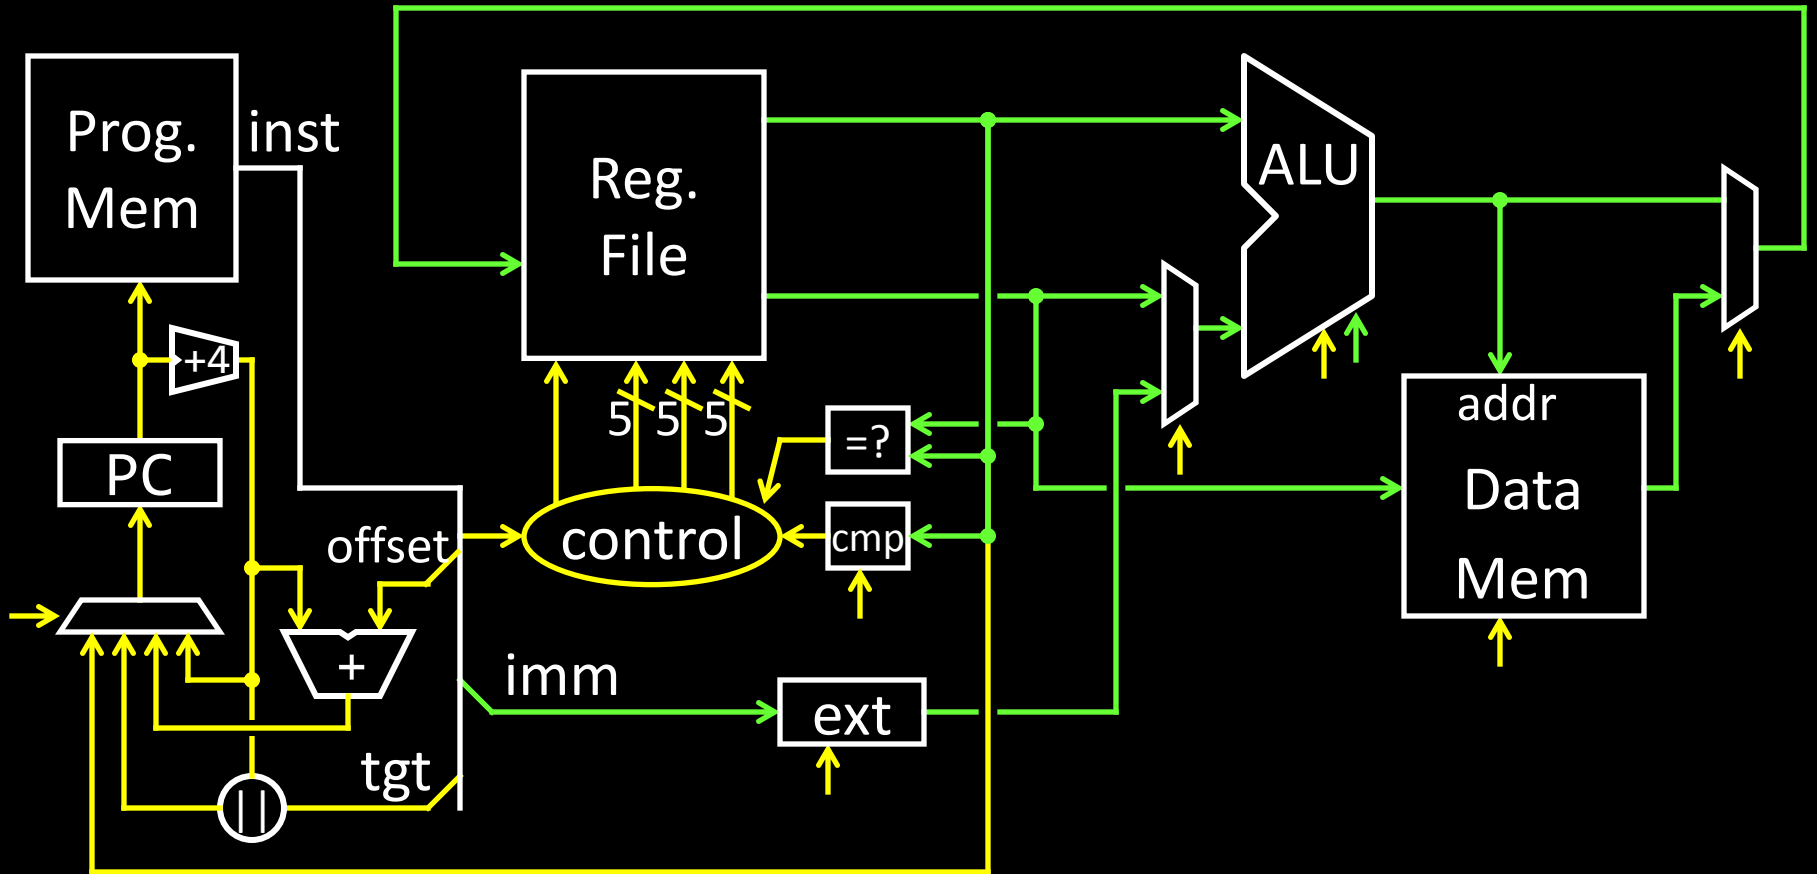 Prog.
Mem
inst
Reg.
File
ALU
+4
5
5
5
=?
addr
PC
Data
control
cmp
offset
Mem
+
imm
ext
tgt
||